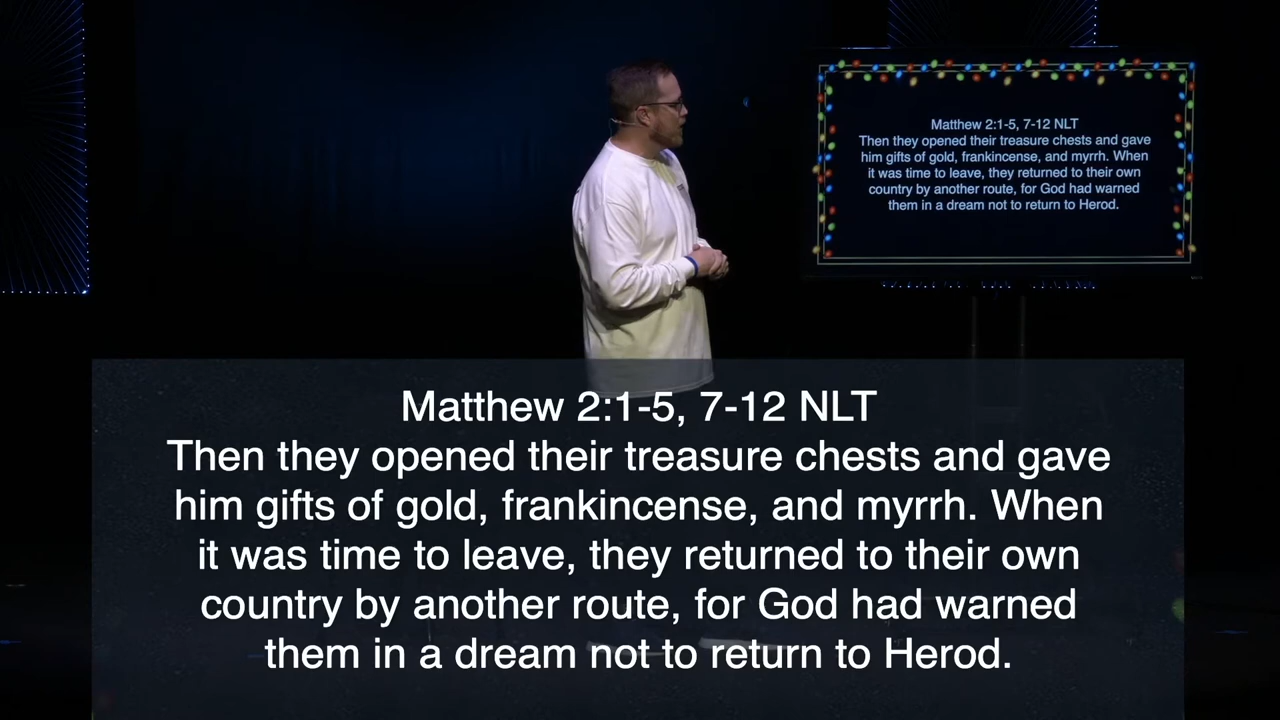 Matthew 2:1-5, 7-12 NLT
Then they opened their treasure chests and gave
him gifts of gold, frankincense, and myrrh. When
it was time to leave, they returned to their own
country by another route, for God had warned
them in a dream not to return to Herod.
Matthew 2:1-5, 7-12 NLT
Then they opened their treasure chests and gave
him gifts of gold, frankincense, and myrrh. When
it was time to leave, they returned to their own
country by another route, for God had warned
them in a dream not to return to Herod.